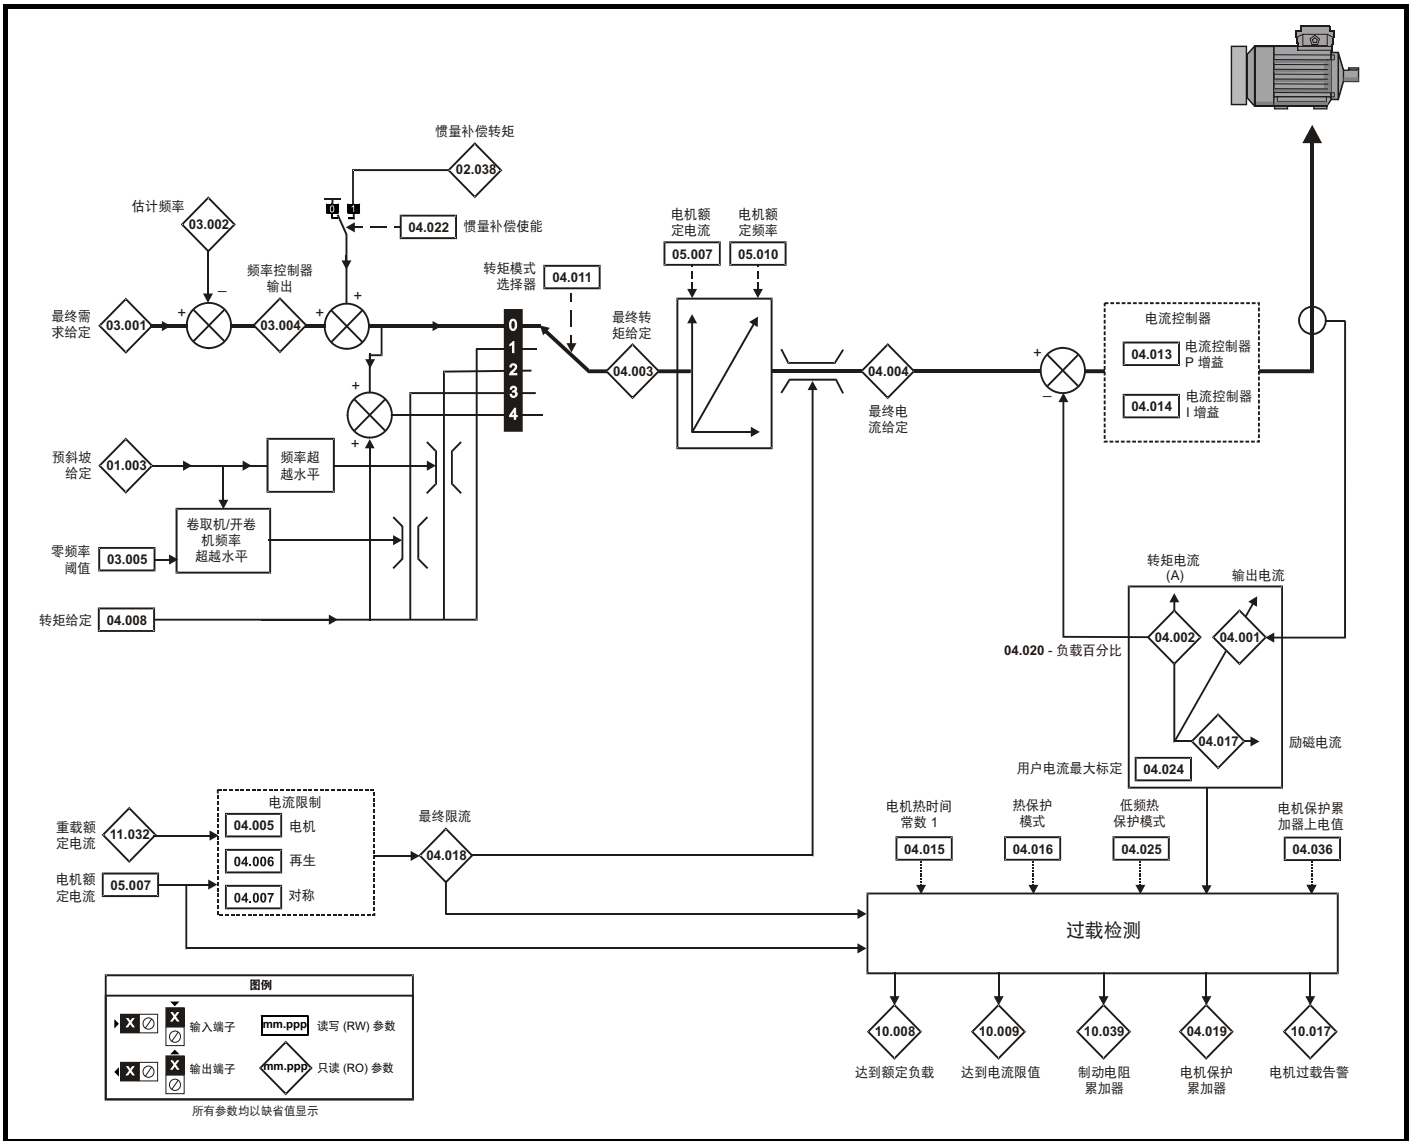 惯量补偿转矩
02.038
估计频率
03.002
0
1
04.022
惯量补偿使能
频率控制器
输出
最终需
求给定
03.001
+
−
03.004
+
+
转矩模式
选择器
04.011
0
1
2
3
4
+
+
最终转
矩给定
04.003
电机额
定电流
05.007
电机额
定频率
05.010
04.004
最终电
流给定
+
−
电流控制器
04.013
电流控制器
P 增益
04.014
电流控制器
I 增益
预斜坡
给定
01.003
频率超
越水平
卷取机/开卷
机频率
超越水平
零频率
阈值
03.005
转矩给定
04.008
转矩电流
(A)
输出电流
04.002
04.001
04.020 - 负载百分比
04.017
励磁电流
用户电流最大标定
04.024
重载额
定电流
11.032
电机额
定电流
05.007
电流限制
04.005
电机
04.006
再生
04.007
对称
最终限流
04.018
电机热时间
常数 1
04.015
热保护
模式
04.016
低频热
保护模式
04.025
电机保护累
加器上电值
04.036
过载检测
10.008
达到额定负载
10.009
达到电流限值
10.039
制动电阻
累加器
04.019
电机保护
累加器
10.017
电机过载告警
图例
X
X
输入端子
mm.ppp
读写 (RW) 参数
X
X
输出端子
mm.ppp
只读 (RO) 参数
所有参数均以缺省值显示